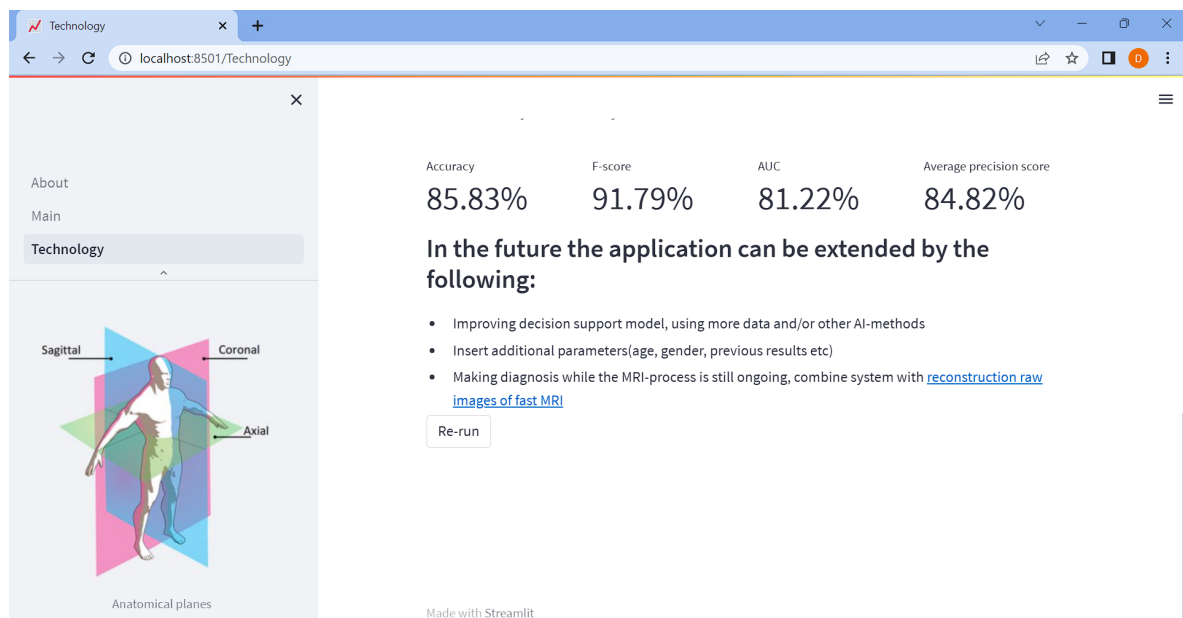 Technology
localhost:8501/Technology
D
About
Main
Technology
Sagittal
Coronal
Axial
Anatomical planes
Accuracy
85.83%
F-score
91.79%
AUC
81.22%
Average precision score
84.82%
In the future the application can be extended by the
following:
Improving decision support model, using more data and/or other AI-methods
Insert additional parameters(age, gender, previous results etc)
Making diagnosis while the MRI-process is still ongoing, combine system with reconstruction raw
images of fast MRI
Re-run
Made with Streamlit